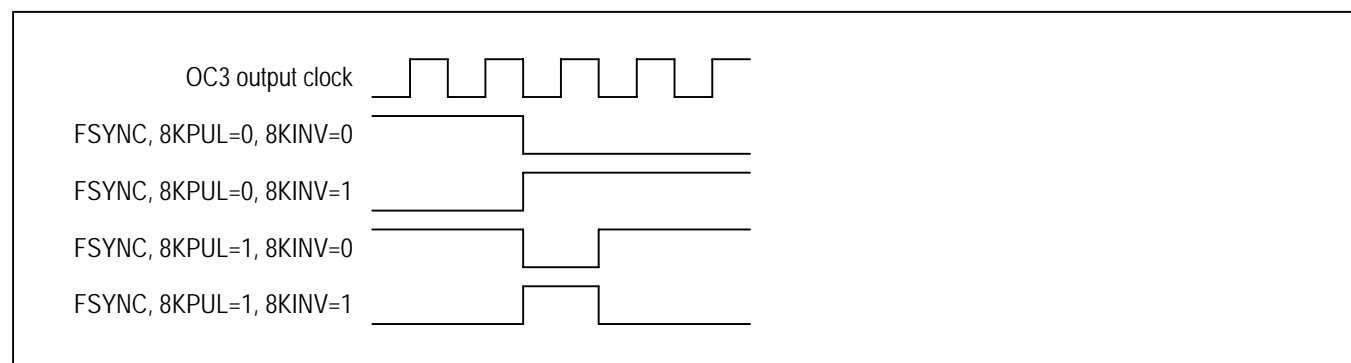 OC3 output clock
FSYNC, 8KPUL=0, 8KINV=0
FSYNC, 8KPUL=0, 8KINV=1
FSYNC, 8KPUL=1, 8KINV=0
FSYNC, 8KPUL=1, 8KINV=1